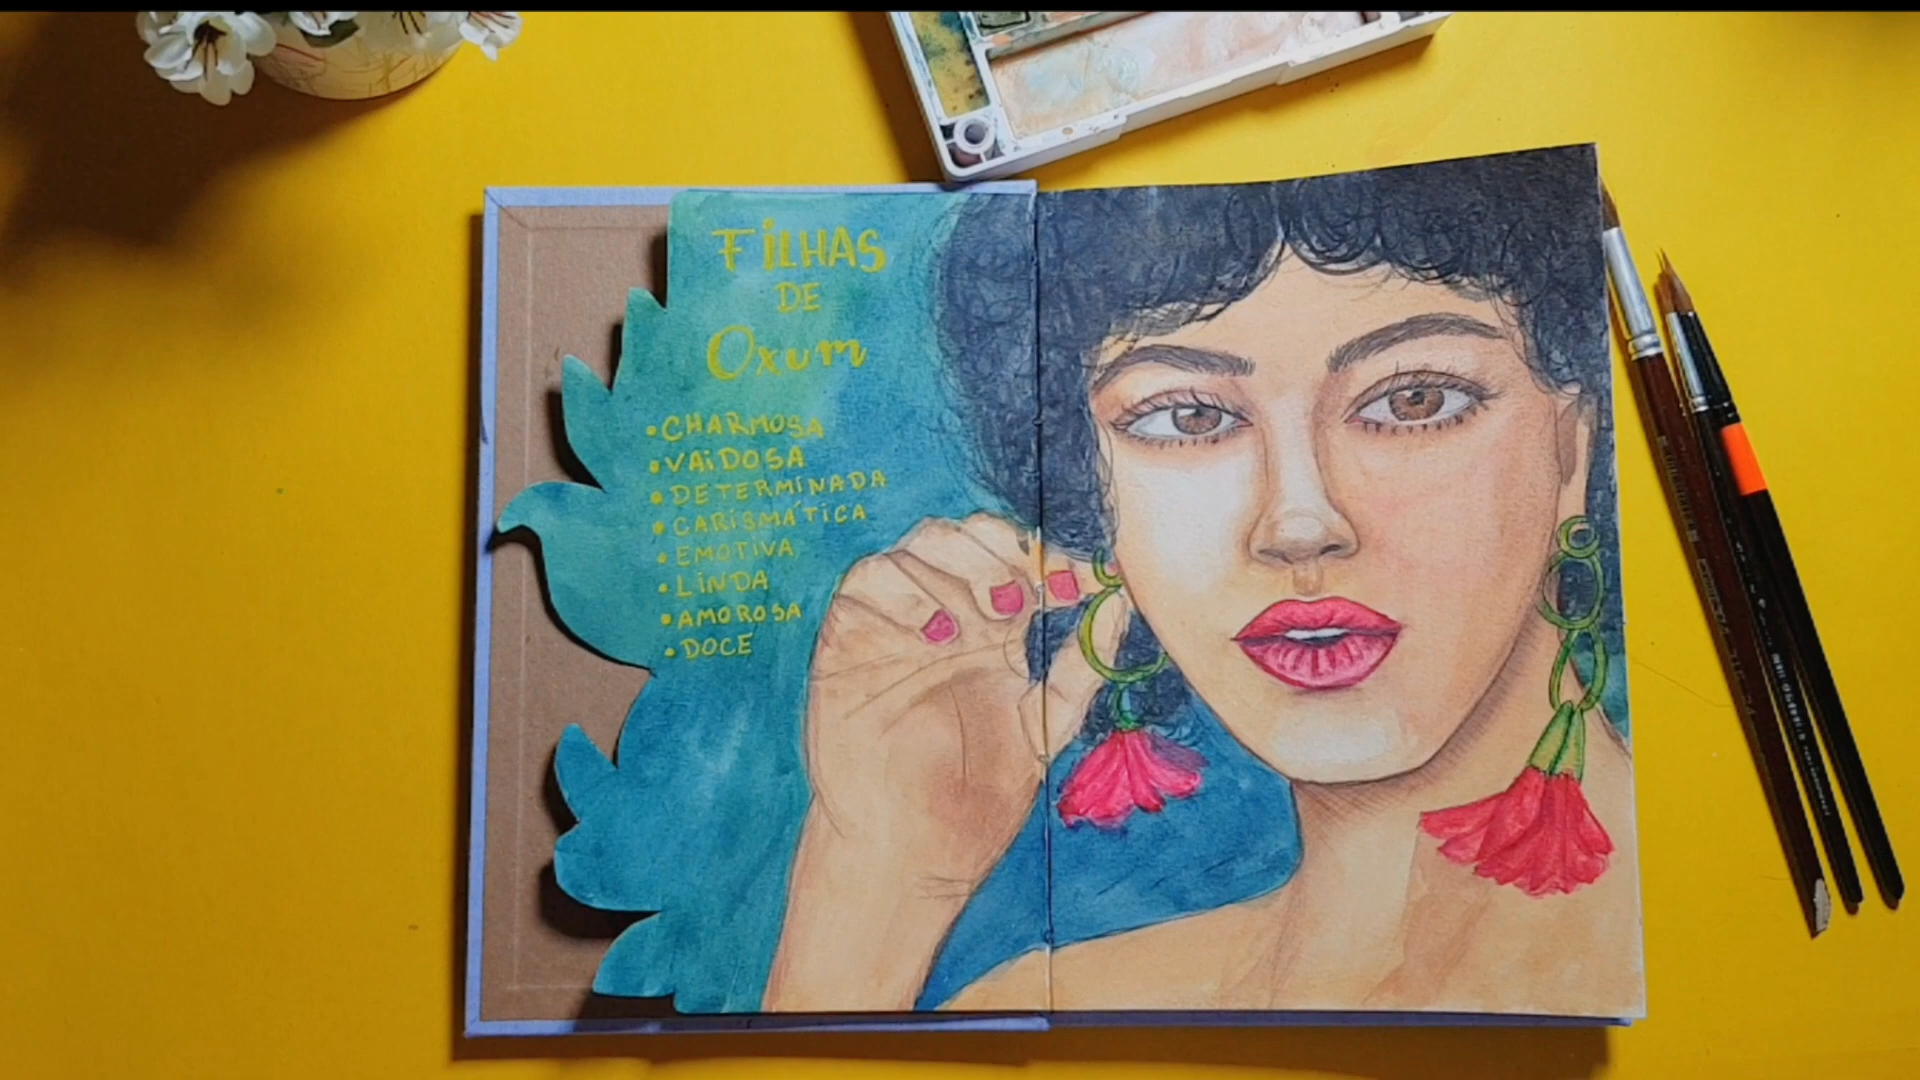 FILHAS
DE
Oxum
• CHARMOSA
• VAIDOSA
• DETERMINADA
• CARISMÁTICA
• EMOTIVA
• LINDA
• AMOROSA
• DOCE